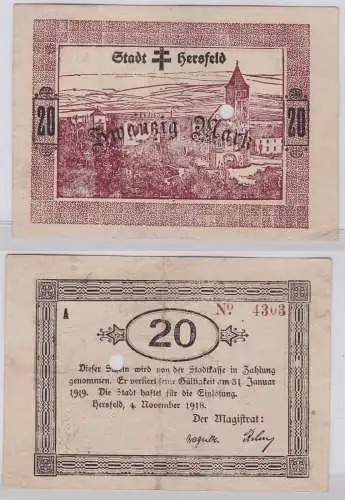 Stadt Hersfeld
20 Zwanzig Mark 20
A
No 4303
20
Dieser Schein wird von der Stadtkasse in Zahlung
genommen. Er verliert seine Gültigkeit am 31. Januar
1919. Die Stadt haftet für die Einlösung.
Hersfeld, 4. November 1918.
Der Magistrat: